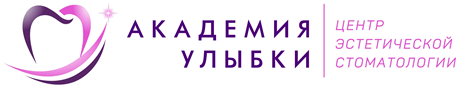 АКАДЕМИЯ
УЛЫБКИ
ЦЕНТР
ЭСТЕТИЧЕСКОЙ
СТОМАТОЛОГИИ